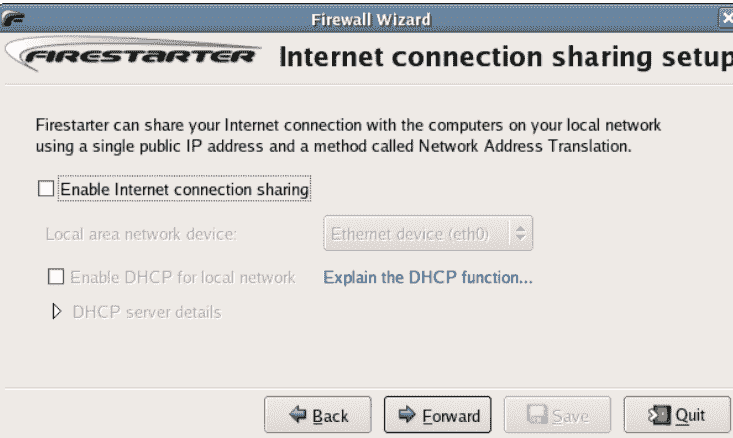 Firewall Wizard
FIRESTARTER Internet connection sharing setup
Firestarter can share your Internet connection with the computers on your local network
using a single public IP address and a method called Network Address Translation.
Enable Internet connection sharing
Local area network device: Ethernet device (eth0)
Enable DHCP for local network Explain the DHCP function...
DHCP server details
Back Forward Save Quit